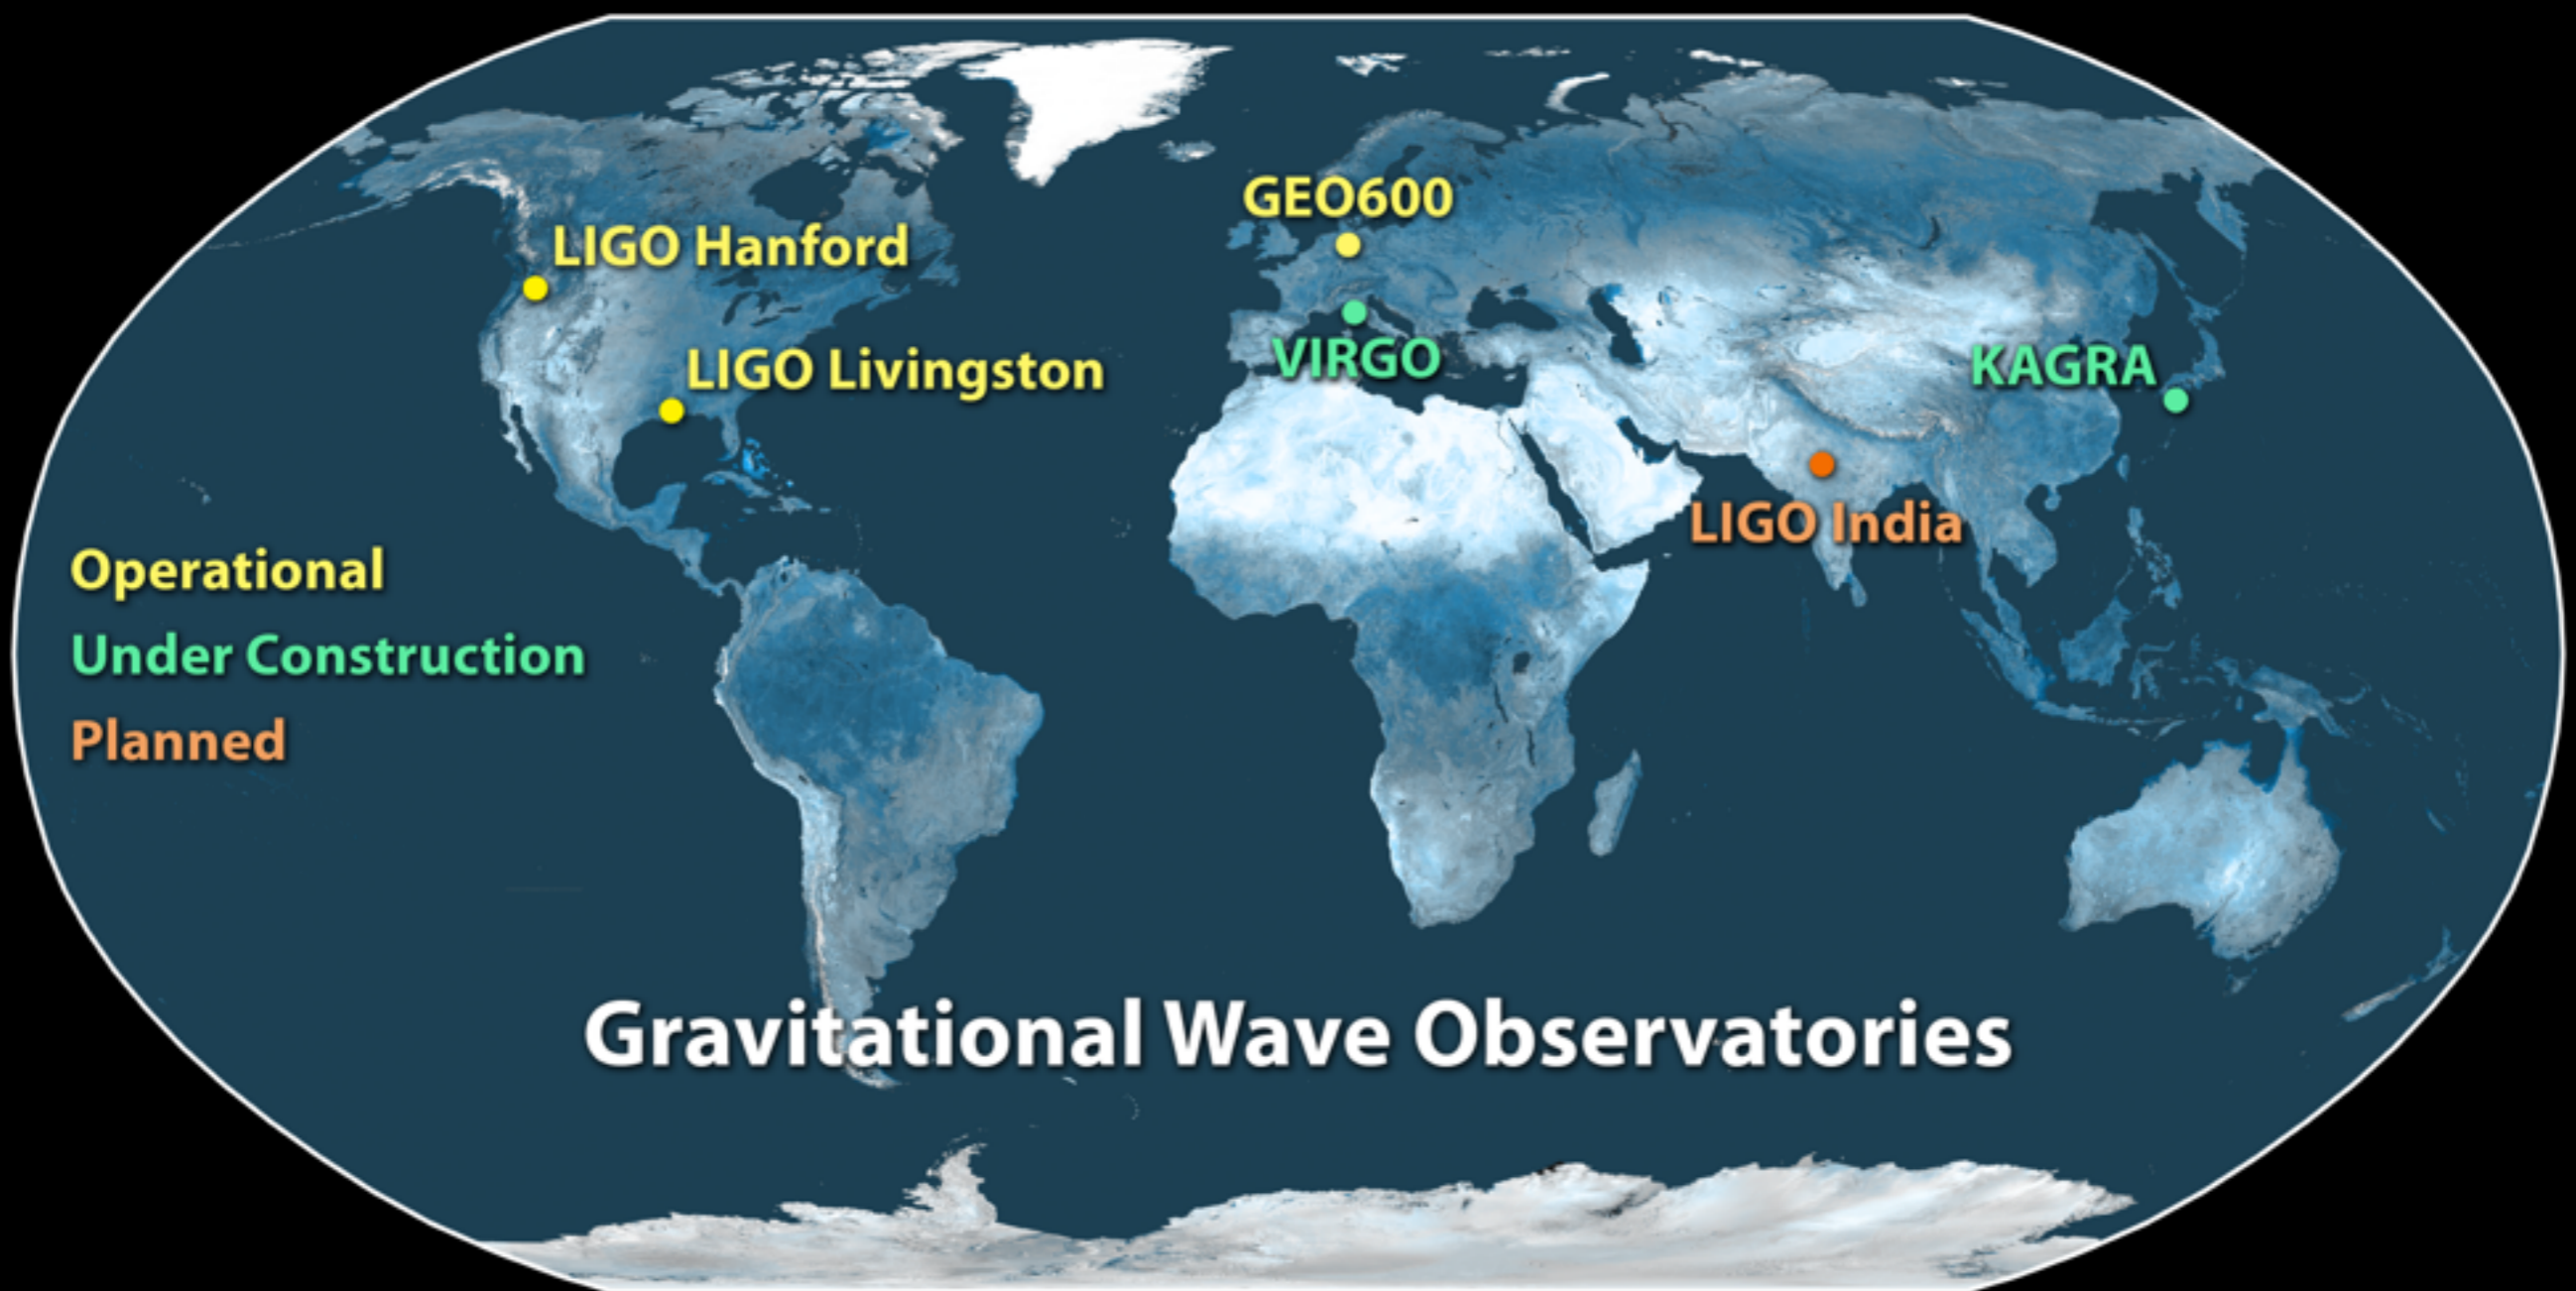 GEO600
LIGO Hanford
VIRGO
KAGRA
LIGO Livingston
LIGO India
Operational
Under Construction
Planned
Gravitational Wave Observatories